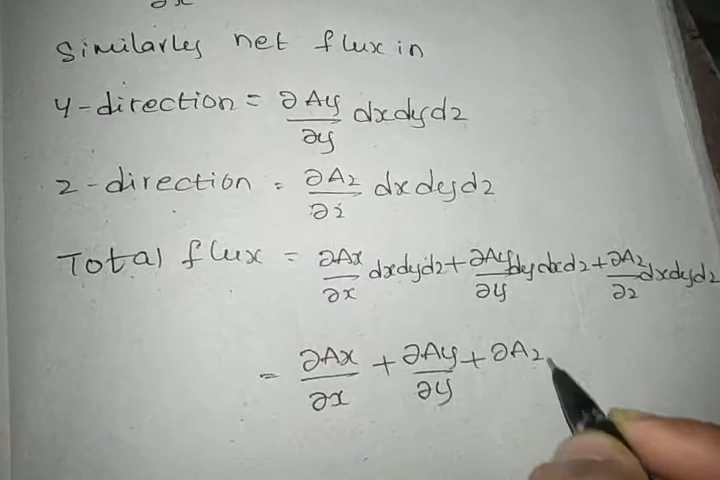 ∂x
Similarly net flux in
y-direction = ∂Ay/∂y dxdydz
z-direction = ∂Az/∂z dxdydz
Total flux = ∂Ax/∂x dxdydz + ∂Ay/∂y dydxdz + ∂Az/∂z dxdydz
= ∂Ax/∂x + ∂Ay/∂y + ∂Az